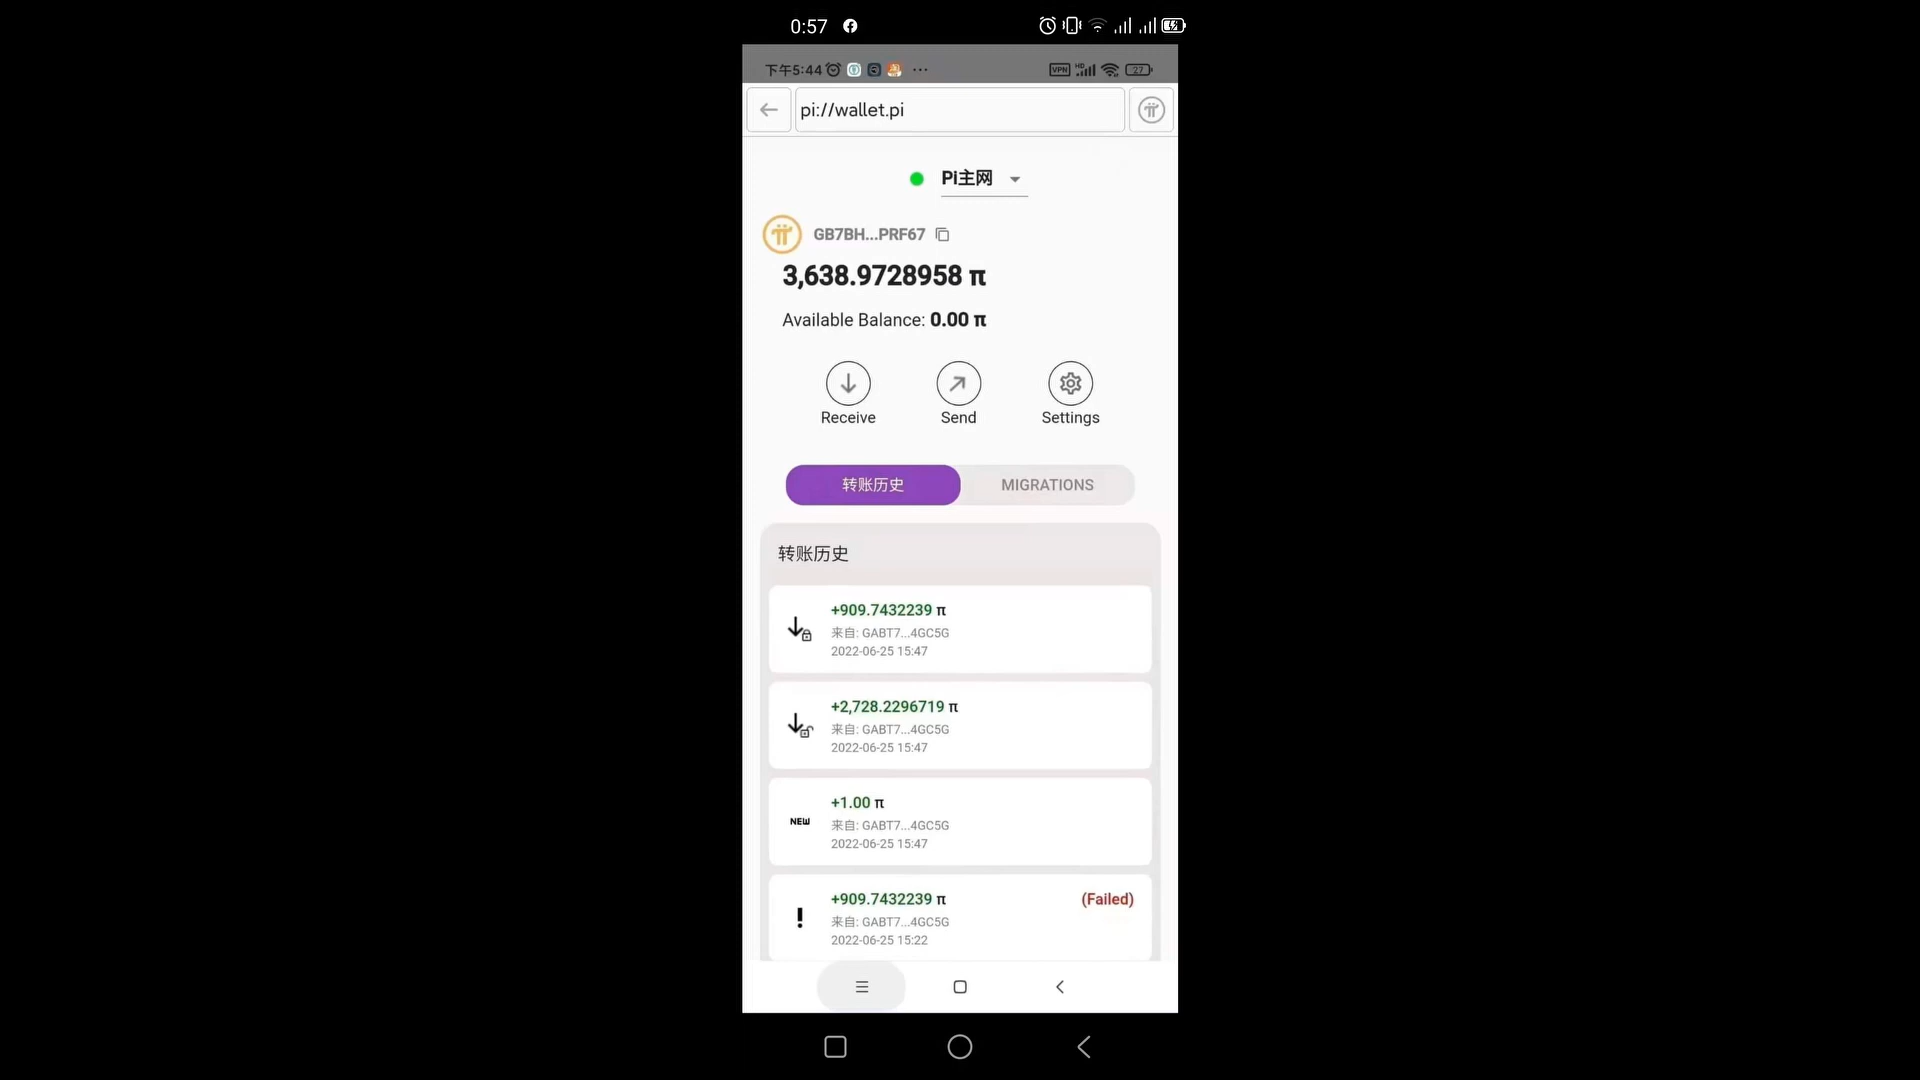 0:57
下午5:44
VPN
HD
27
pi://wallet.pi
Pi主网
GB7BH...PRF67
3,638.9728958 π
Available Balance: 0.00 π
Receive
Send
Settings
转账历史
MIGRATIONS
转账历史
+909.7432239 π
来自: GABT7...4GC5G
2022-06-25 15:47
+2,728.2296719 π
来自: GABT7...4GC5G
2022-06-25 15:47
NEW
+1.00 π
来自: GABT7...4GC5G
2022-06-25 15:47
+909.7432239 π
(Failed)
来自: GABT7...4GC5G
2022-06-25 15:22